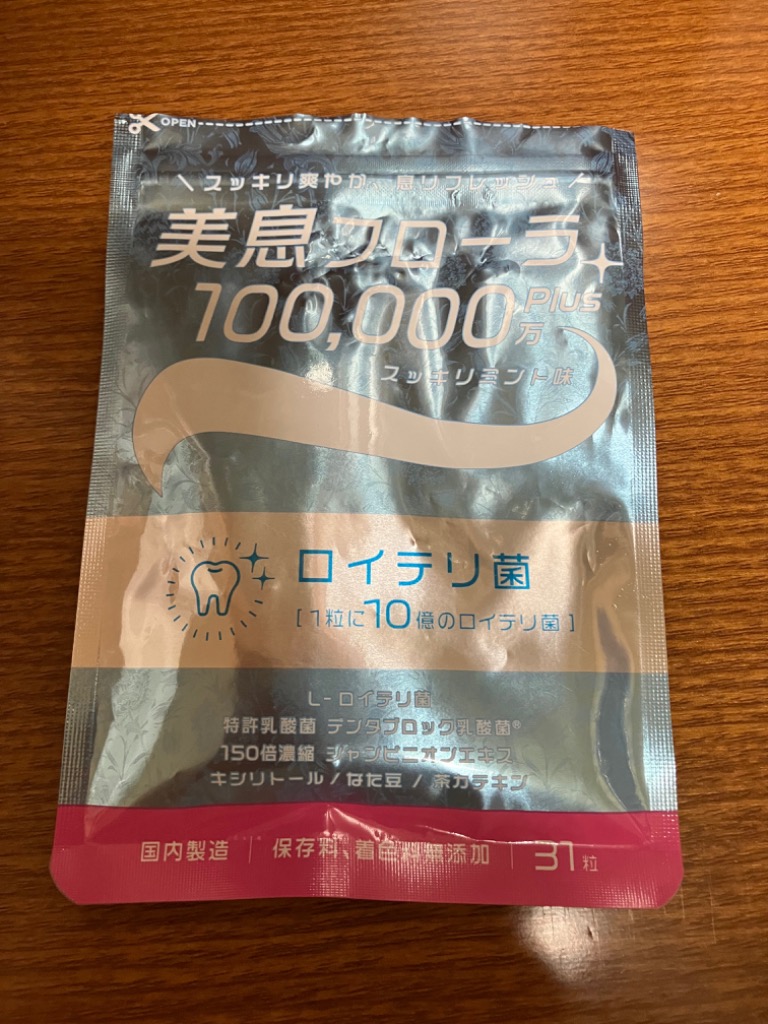 OPEN
\スッキリ爽やか、息リフレッシュ/
美息フローラ
100,000万Plus
スッキリミント味
ロイテリ菌
[1粒に10億のロイテリ菌]
L-ロイテリ菌
特許乳酸菌 デンタブロック乳酸菌®
150倍濃縮 シャンピニオンエキス
キシリトール/なた豆/茶カテキン
国内製造|保存料、着色料無添加|31粒